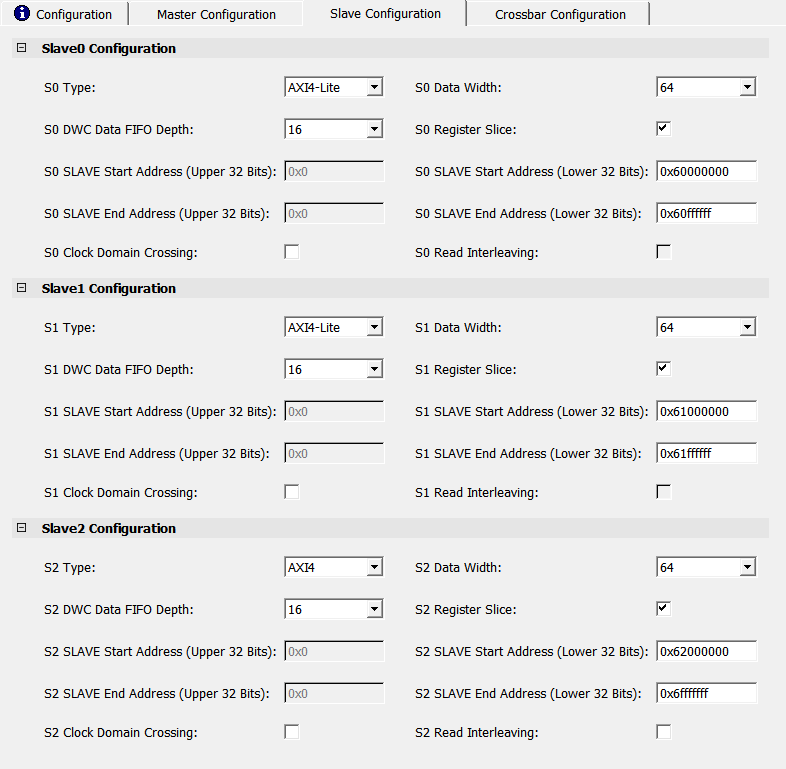 Configuration Master Configuration Slave Configuration Crossbar Configuration
Slave0 Configuration
S0 Type: AXI4-Lite S0 Data Width: 64
S0 DWC Data FIFO Depth: 16 S0 Register Slice:
S0 SLAVE Start Address (Upper 32 Bits): 0x0 S0 SLAVE Start Address (Lower 32 Bits): 0x60000000
S0 SLAVE End Address (Upper 32 Bits): 0x0 S0 SLAVE End Address (Lower 32 Bits): 0x60ffffff
S0 Clock Domain Crossing: S0 Read Interleaving:
Slave1 Configuration
S1 Type: AXI4-Lite S1 Data Width: 64
S1 DWC Data FIFO Depth: 16 S1 Register Slice:
S1 SLAVE Start Address (Upper 32 Bits): 0x0 S1 SLAVE Start Address (Lower 32 Bits): 0x61000000
S1 SLAVE End Address (Upper 32 Bits): 0x0 S1 SLAVE End Address (Lower 32 Bits): 0x61ffffff
S1 Clock Domain Crossing: S1 Read Interleaving:
Slave2 Configuration
S2 Type: AXI4 S2 Data Width: 64
S2 DWC Data FIFO Depth: 16 S2 Register Slice:
S2 SLAVE Start Address (Upper 32 Bits): 0x0 S2 SLAVE Start Address (Lower 32 Bits): 0x62000000
S2 SLAVE End Address (Upper 32 Bits): 0x0 S2 SLAVE End Address (Lower 32 Bits): 0x6fffffff
S2 Clock Domain Crossing: S2 Read Interleaving: